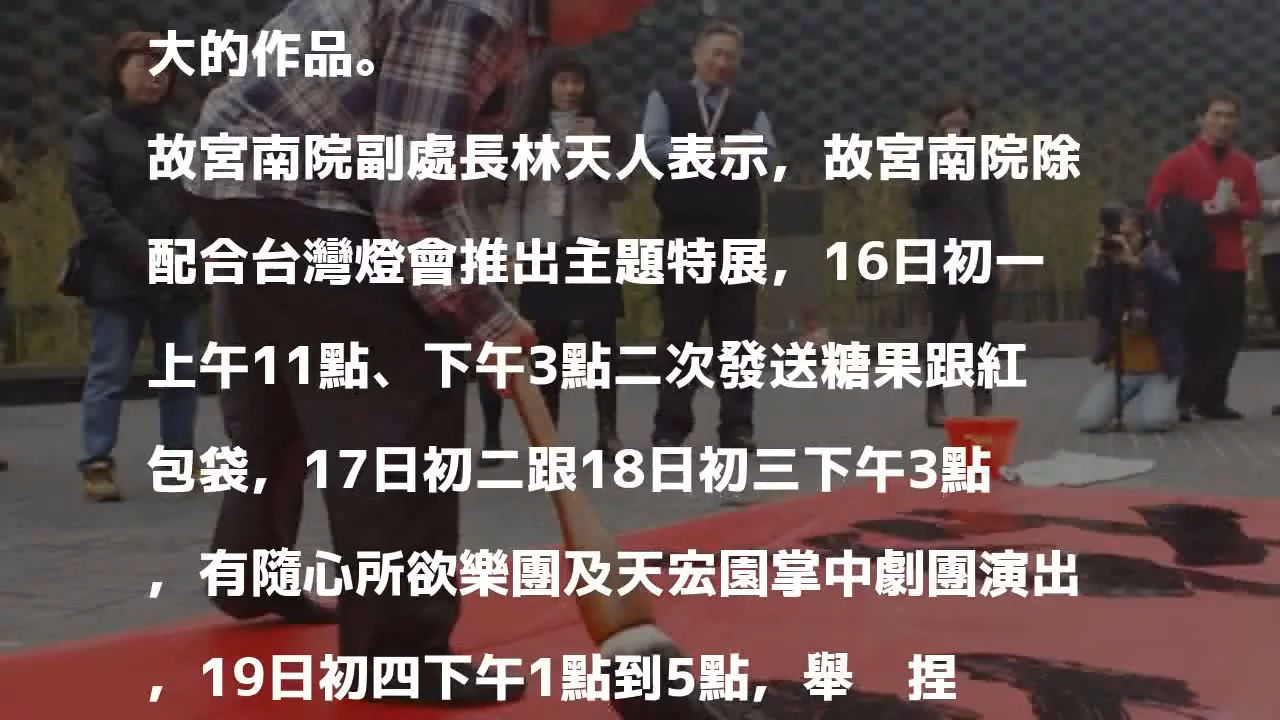 大的作品。
故宮南院副處長林天人表示，故宮南院除
配合台灣燈會推出主題特展，16日初一
上午11點、下午3點二次發送糖果跟紅
包袋，17日初二跟18日初三下午3點
，有隨心所欲樂團及天宏園掌中劇團演出
，19日初四下午1點到5點，舉　捏